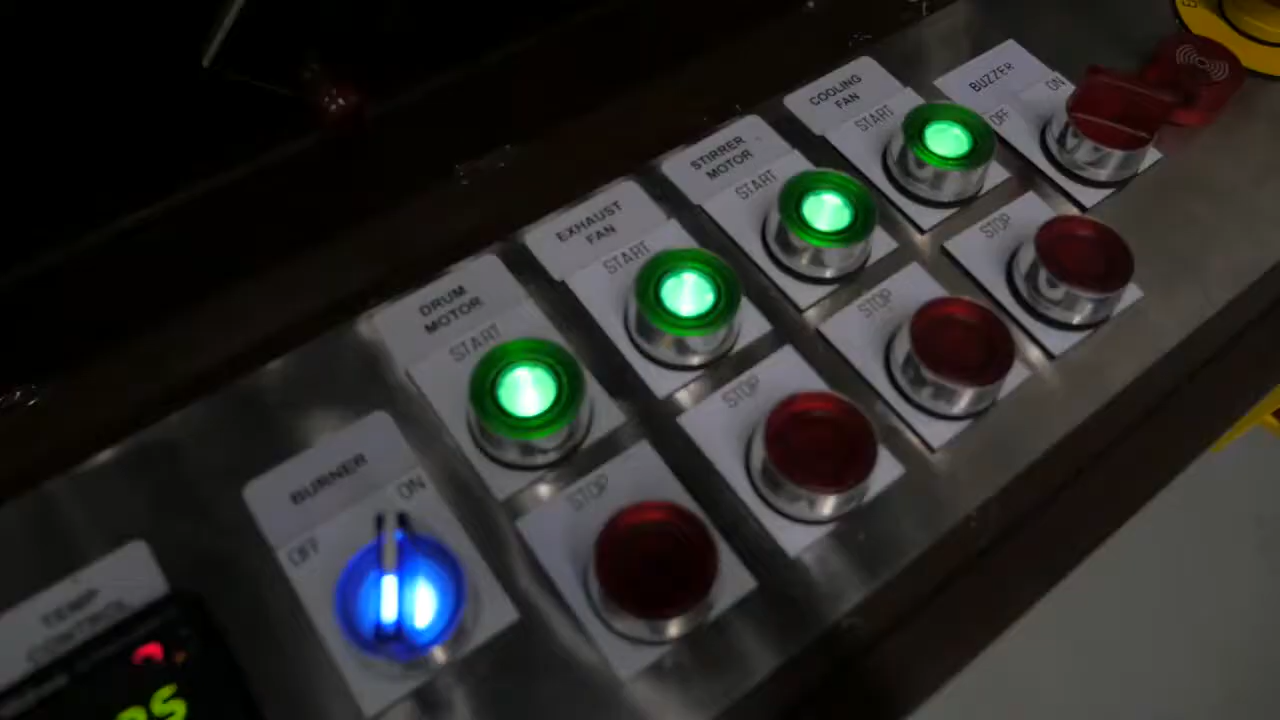 BUZZER
ON
OFF
COOLING
FAN
START
STOP
STIRRER
MOTOR
START
STOP
EXHAUST
FAN
START
STOP
DRUM
MOTOR
START
STOP
BURNER
ON
OFF
TEMP